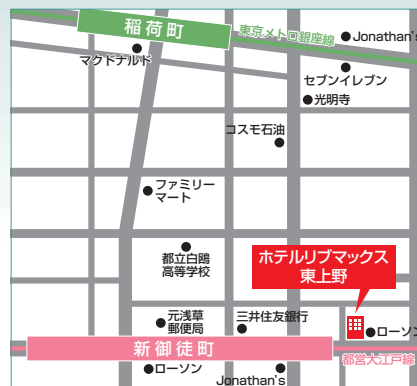 稲荷町
東京メトロ銀座線
Jonathan's
マクドナルド
セブンイレブン
光明寺
コスモ石油
ファミリー
マート
都立白鴎
高等学校
ホテルリブマックス
東上野
元浅草
郵便局
三井住友銀行
ローソン
新御徒町
都営大江戸線
ローソン
Jonathan's